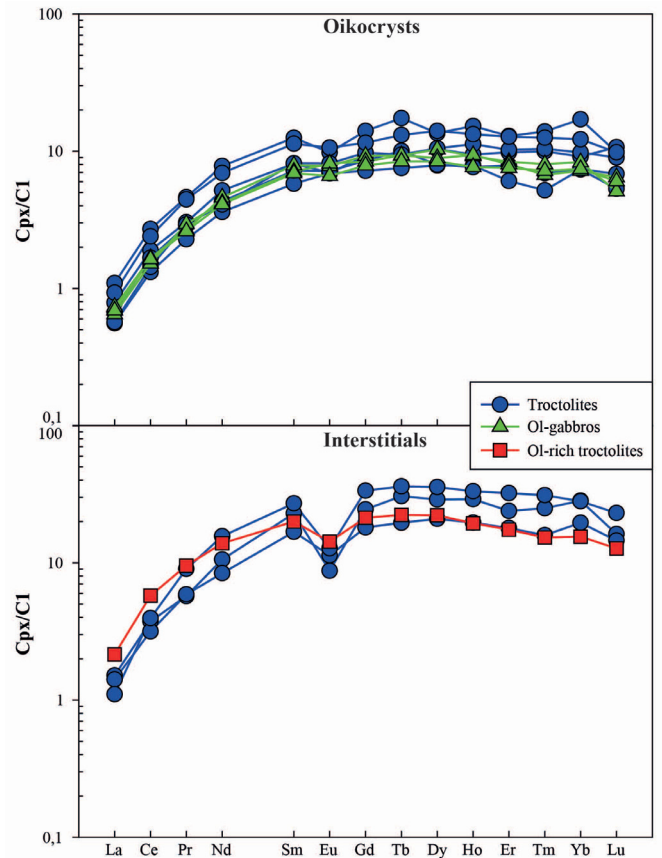 Oikocrysts
100
10
1
0,1
Cpx/C1
Troctolites
Ol-gabbros
Ol-rich troctolites
Interstitials
100
10
1
0,1
Cpx/C1
La Ce Pr Nd Sm Eu Gd Tb Dy Ho Er Tm Yb Lu